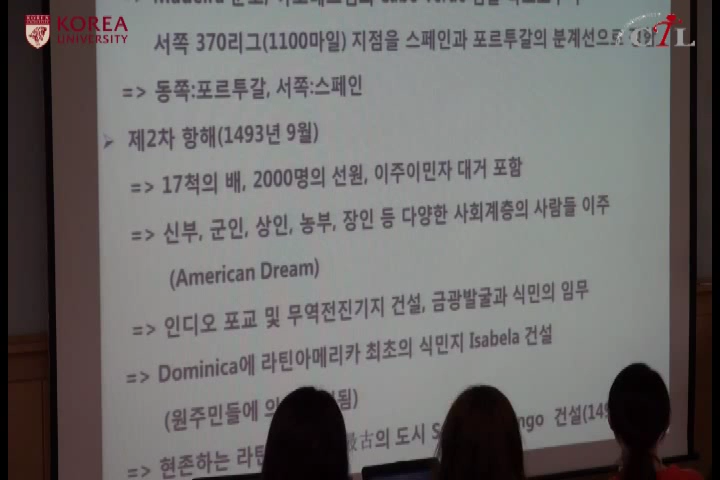 KOREA
UNIVERSITY
서쪽 370리그(1100마일) 지점을 스페인과 포르투갈의 분계선으로
=> 동쪽:포르투갈, 서쪽:스페인
➢ 제2차 항해(1493년 9월)
=> 17척의 배, 2000명의 선원, 이주이민자 대거 포함
=> 신부, 군인, 상인, 농부, 장인 등 다양한 사회계층의 사람들 이주
(American Dream)
=> 인디오 포교 및 무역전진기지 건설, 금광발굴과 식민의 임무
=> Dominica에 라틴아메리카 최초의 식민지 Isabela 건설
(원주민들에
=> 현존하는 의 도시 건설